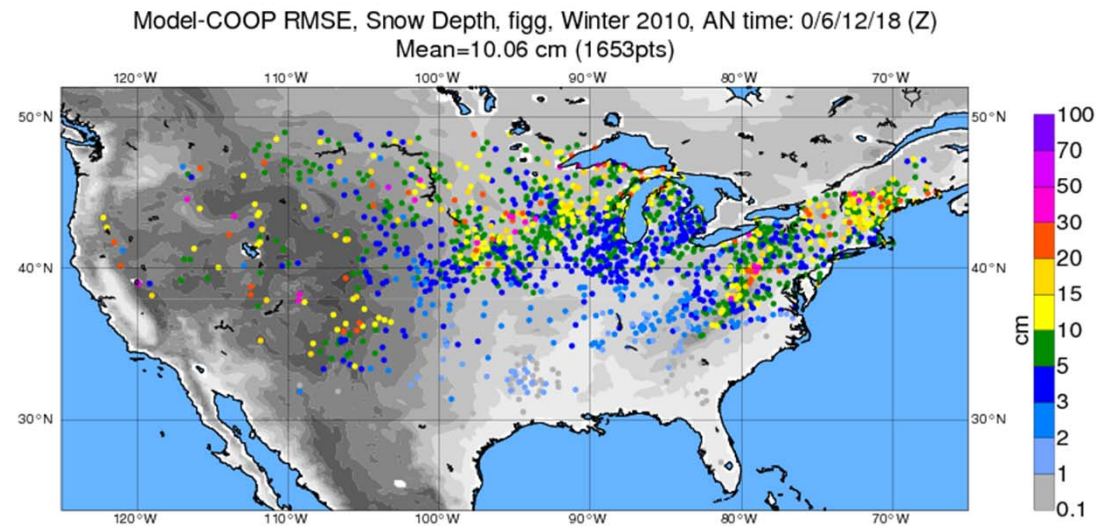 Model-COOP RMSE, Snow Depth, figg, Winter 2010, AN time: 0/6/12/18 (Z)
Mean=10.06 cm (1653pts)
120°W 110°W 100°W 90°W 80°W 70°W
50°N 50°N
40°N 40°N
30°N 30°N
120°W 110°W 100°W 90°W 80°W 70°W
100
70
50
30
20
15
10
5
3
2
1
0.1
cm